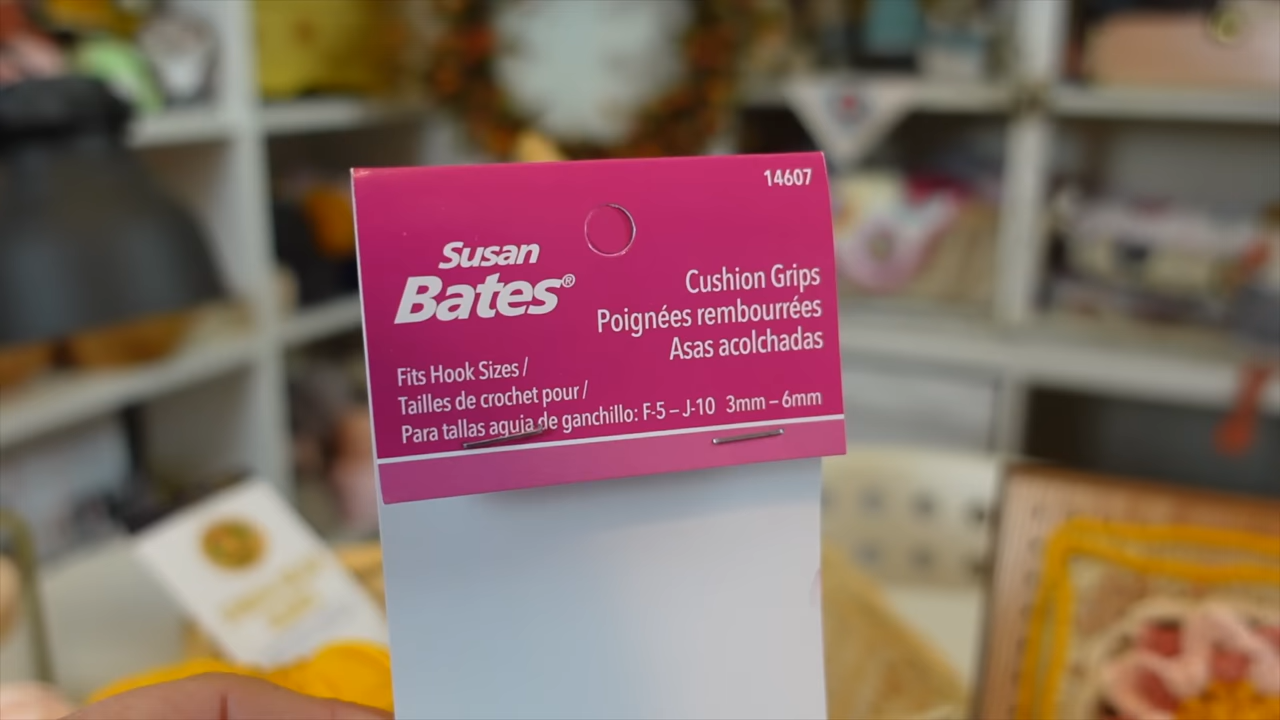 14607
Susan
Bates®
Cushion Grips
Poignées rembourrées
Asas acolchadas
Fits Hook Sizes /
Tailles de crochet pour /
Para tallas aguja de ganchillo: F-5 – J-10 3mm – 6mm